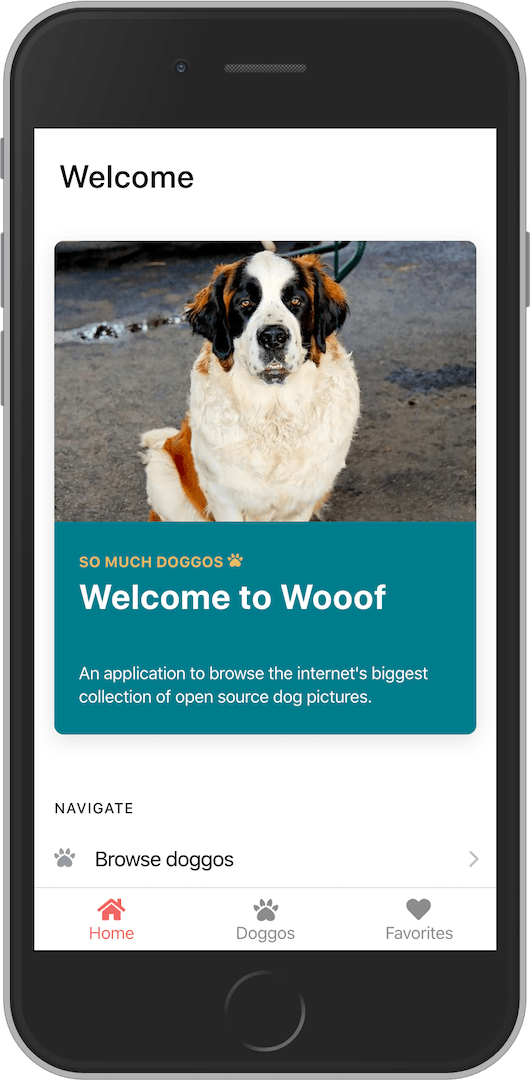 Welcome
SO MUCH DOGGOS
Welcome to Wooof
An application to browse the internet's biggest
collection of open source dog pictures.
NAVIGATE
Browse doggos
Home
Doggos
Favorites